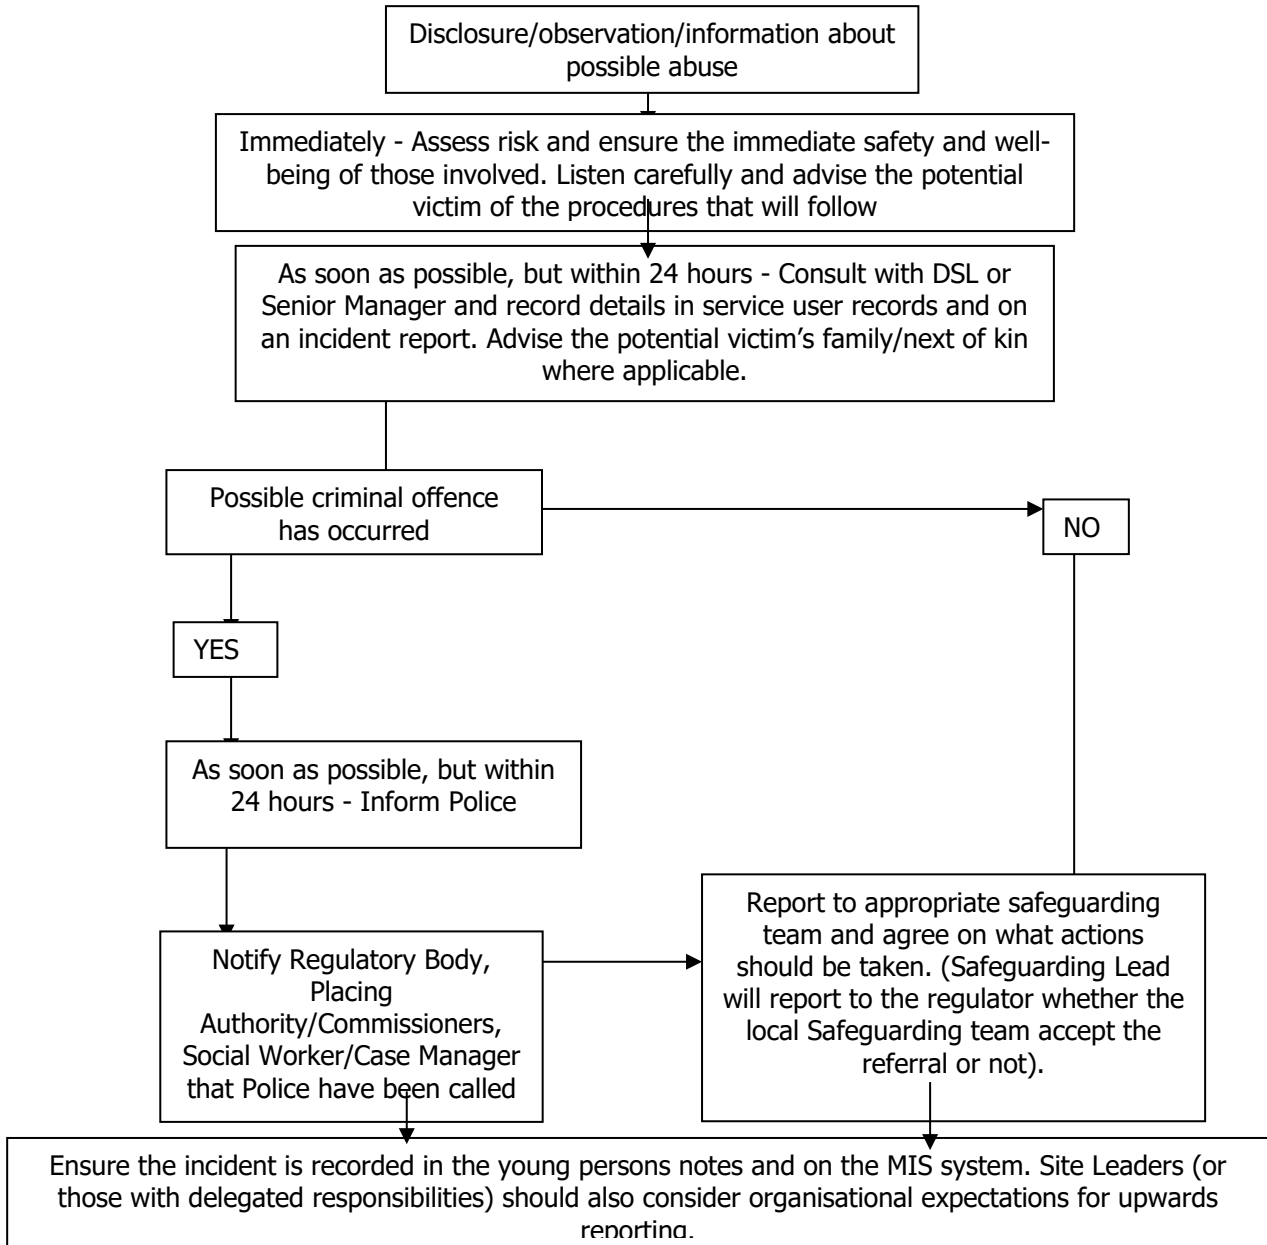 Disclosure/observation/information about
possible abuse
Immediately - Assess risk and ensure the immediate safety and well-
being of those involved. Listen carefully and advise the potential
victim of the procedures that will follow
As soon as possible, but within 24 hours - Consult with DSL or
Senior Manager and record details in service user records and on
an incident report. Advise the potential victim’s family/next of kin
where applicable.
Possible criminal offence
has occurred
NO
YES
As soon as possible, but within
24 hours - Inform Police
Notify Regulatory Body,
Placing
Authority/Commissioners,
Social Worker/Case Manager
that Police have been called
Report to appropriate safeguarding
team and agree on what actions
should be taken. (Safeguarding Lead
will report to the regulator whether the
local Safeguarding team accept the
referral or not).
Ensure the incident is recorded in the young persons notes and on the MIS system. Site Leaders (or
those with delegated responsibilities) should also consider organisational expectations for upwards
reporting.